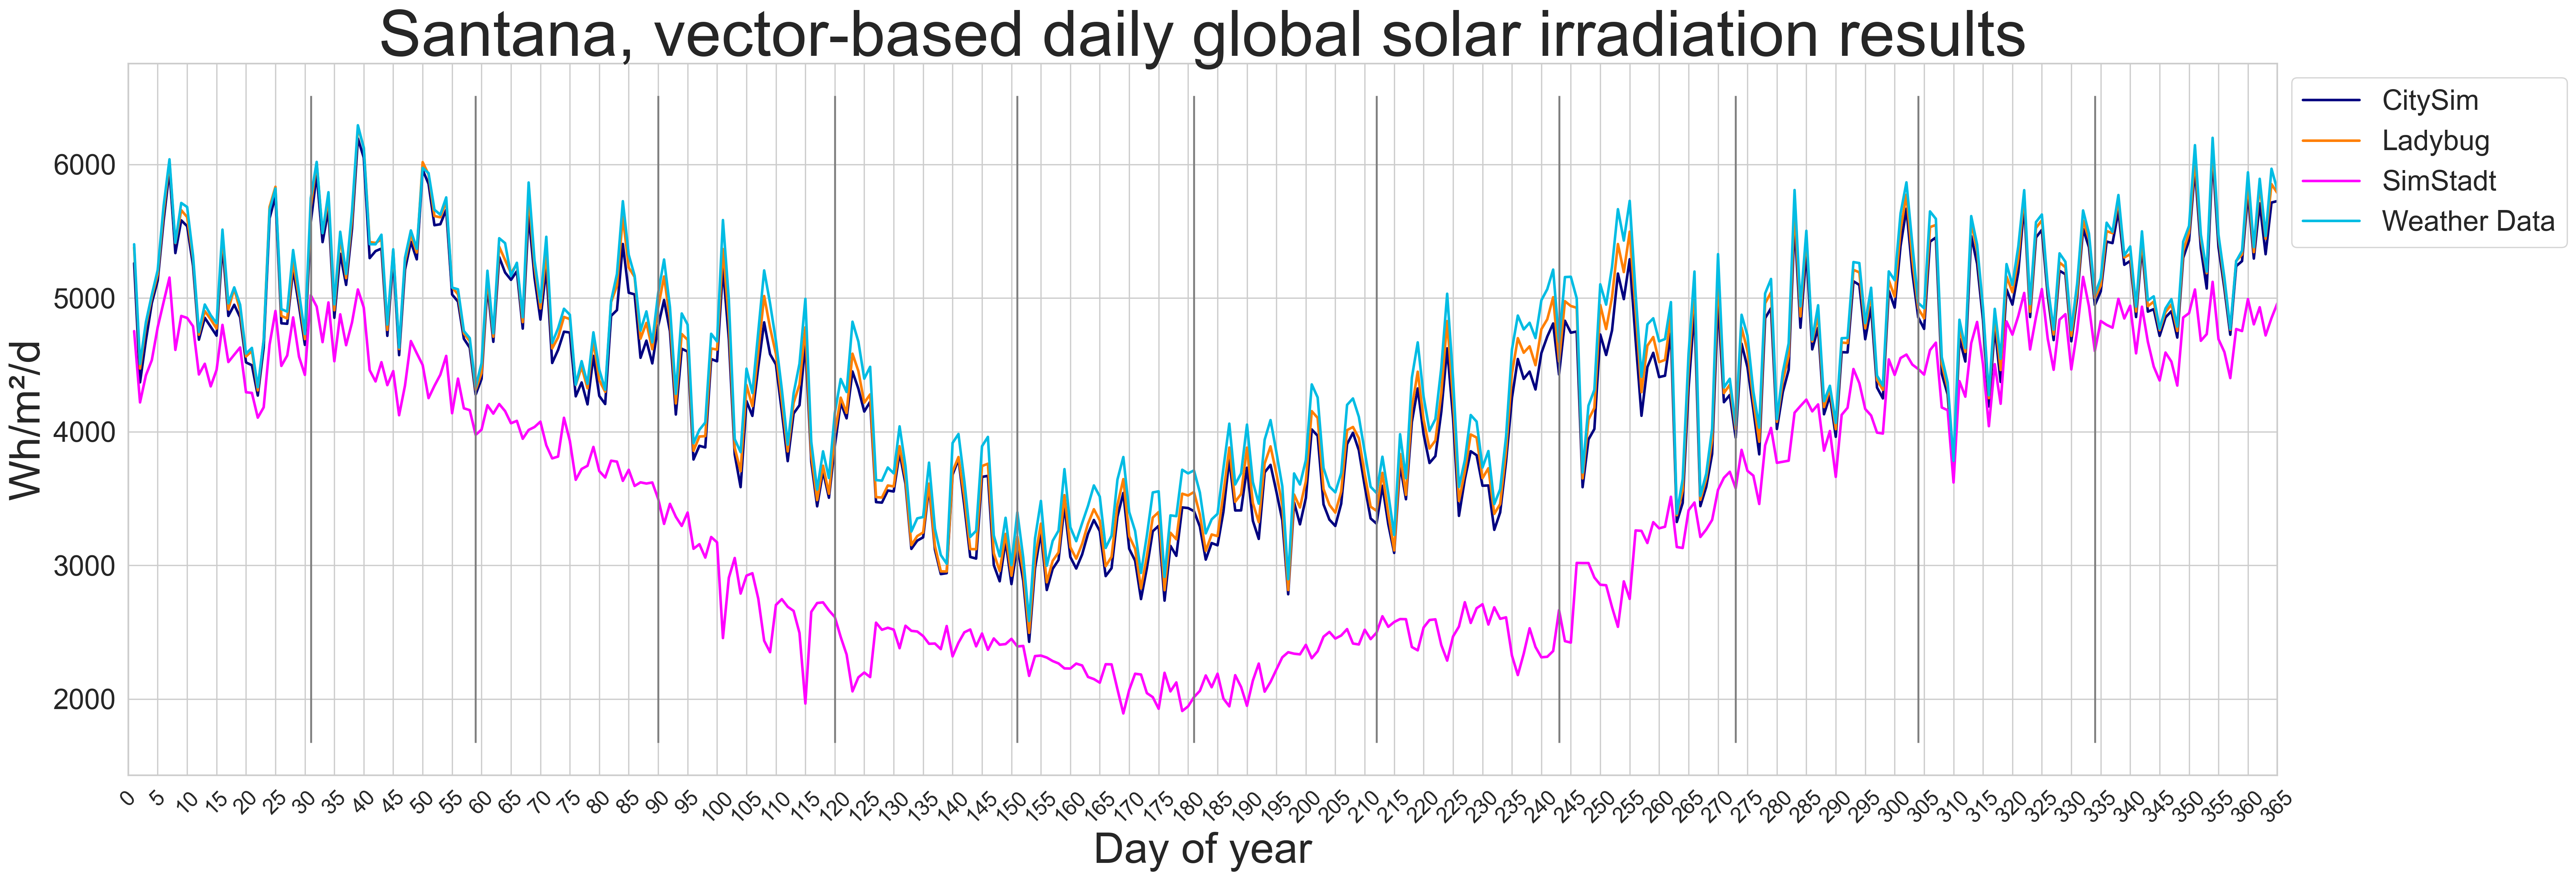 Santana, vector-based daily global solar irradiation results
CitySim
Ladybug
SimStadt
Weather Data
Wh/m²/d
6000
5000
4000
3000
2000
0 5 10 15 20 25 30 35 40 45 50 55 60 65 70 75 80 85 90 95 100 105 110 115 120 125 130 135 140 145 150 155 160 165 170 175 180 185 190 195 200 205 210 215 220 225 230 235 240 245 250 255 260 265 270 275 280 285 290 295 300 305 310 315 320 325 330 335 340 345 350 355 360 365
Day of year